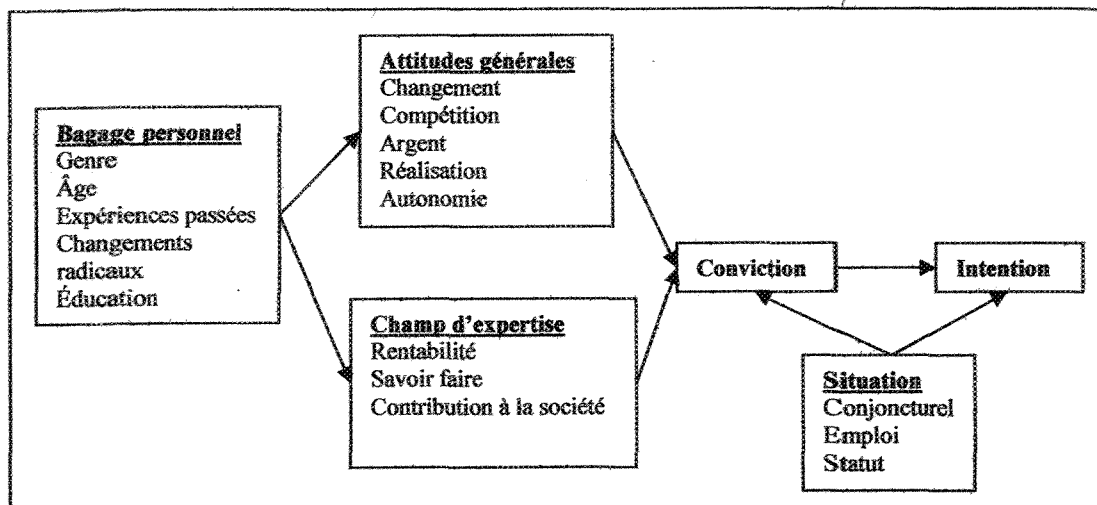 Bagage personnel
Genre
Âge
Expériences passées
Changements
radicaux
Éducation
Attitudes générales
Changement
Compétition
Argent
Réalisation
Autonomie
Champ d'expertise
Rentabilité
Savoir faire
Contribution à la société
Conviction
Intention
Situation
Conjoncturel
Emploi
Statut